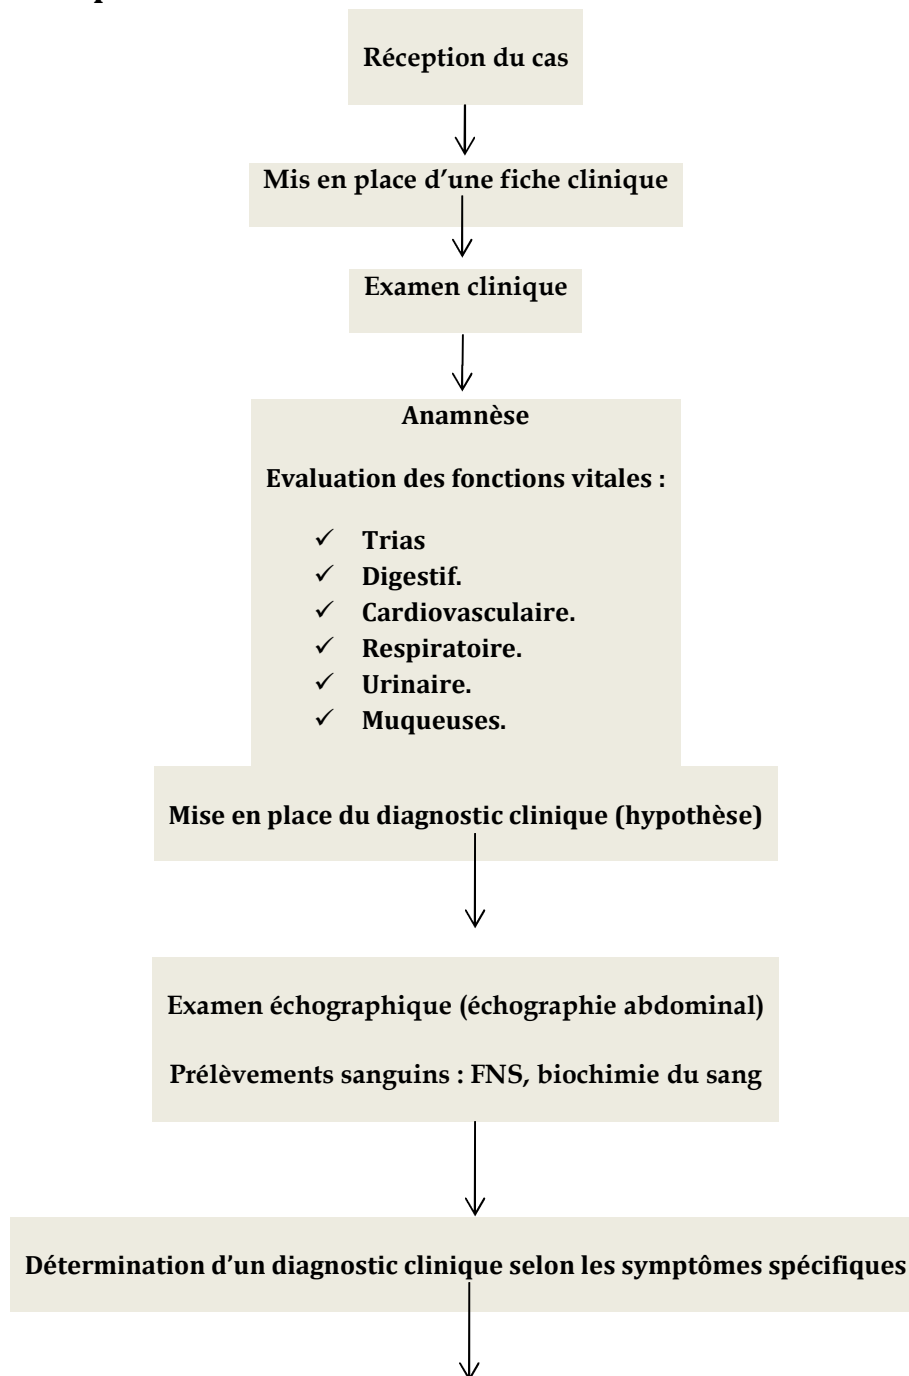 Réception du cas
Mis en place d’une fiche clinique
Examen clinique
Anamnèse
Evaluation des fonctions vitales :
✓ Trias
✓ Digestif.
✓ Cardiovasculaire.
✓ Respiratoire.
✓ Urinaire.
✓ Muqueuses.
Mise en place du diagnostic clinique (hypothèse)
Examen échographique (échographie abdominal)
Prélèvements sanguins : FNS, biochimie du sang
Détermination d’un diagnostic clinique selon les symptômes spécifiques